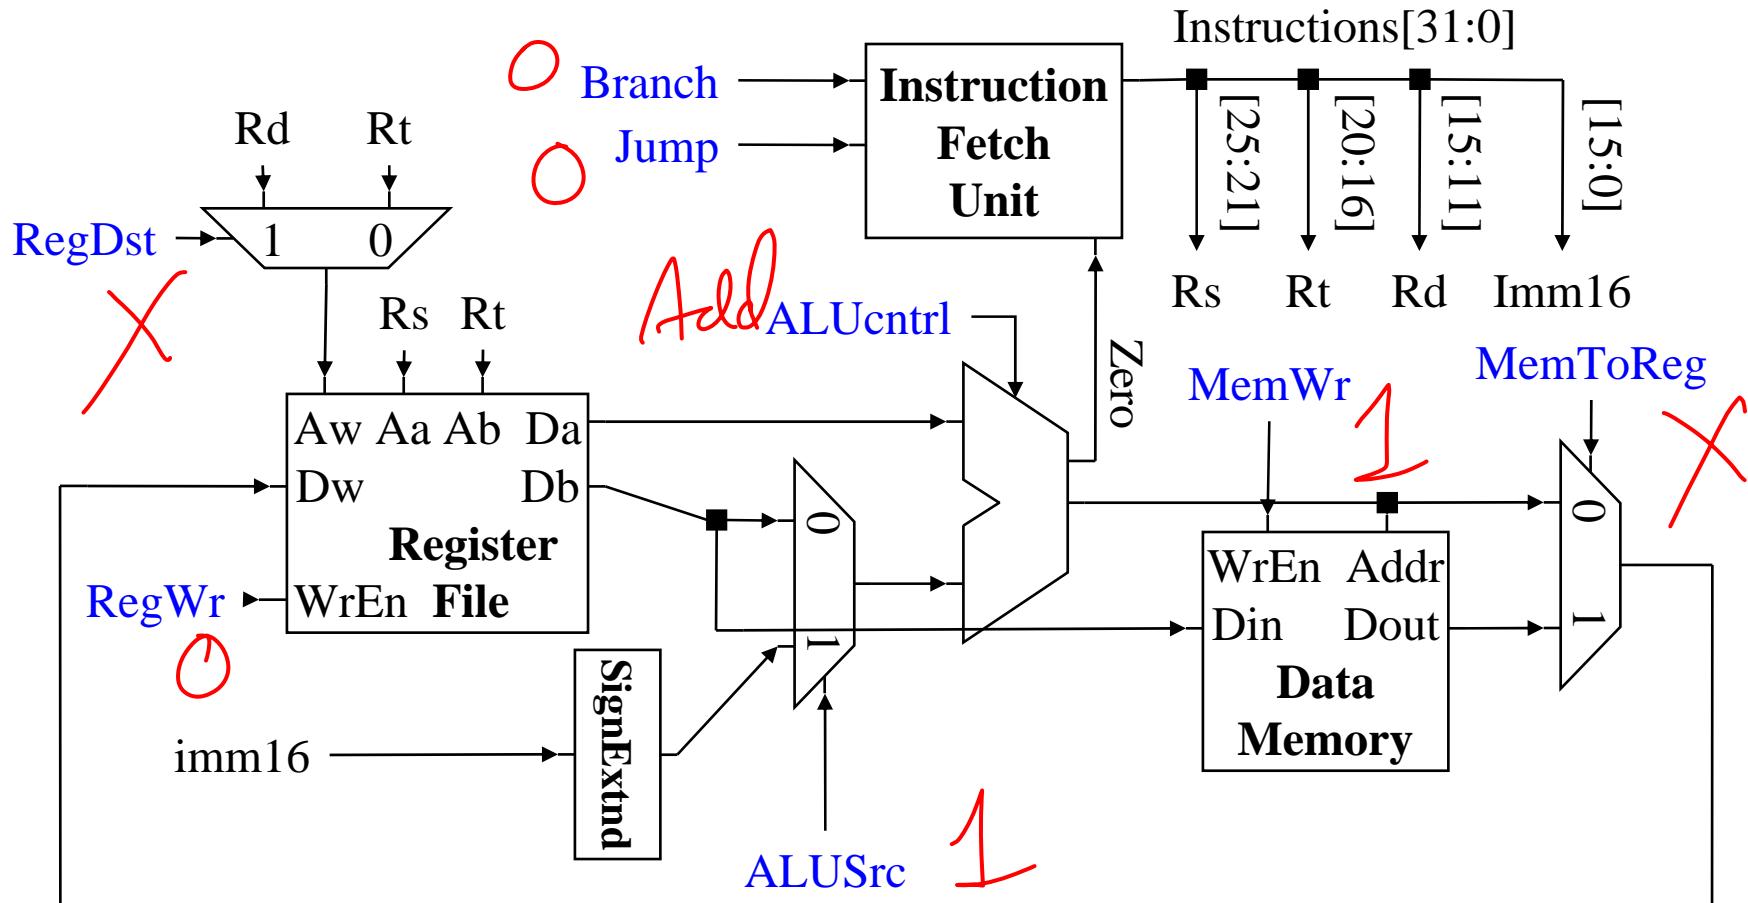 Instructions[31:0]
0 Branch
0 Jump
Instruction
Fetch
Unit
[25:21]
[20:16]
[15:11]
[15:0]
Rs Rt Rd Imm16
Rd Rt
RegDst
1 0
X
Rs Rt
Add ALUcntrl
Zero
MemWr
1
MemToReg
X
Aw Aa Ab Da
Dw Db
Register
File
RegWr
WrEn
0
0
1
WrEn Addr
Din Dout
Data
Memory
0
1
imm16
SignExtnd
ALUSrc 1